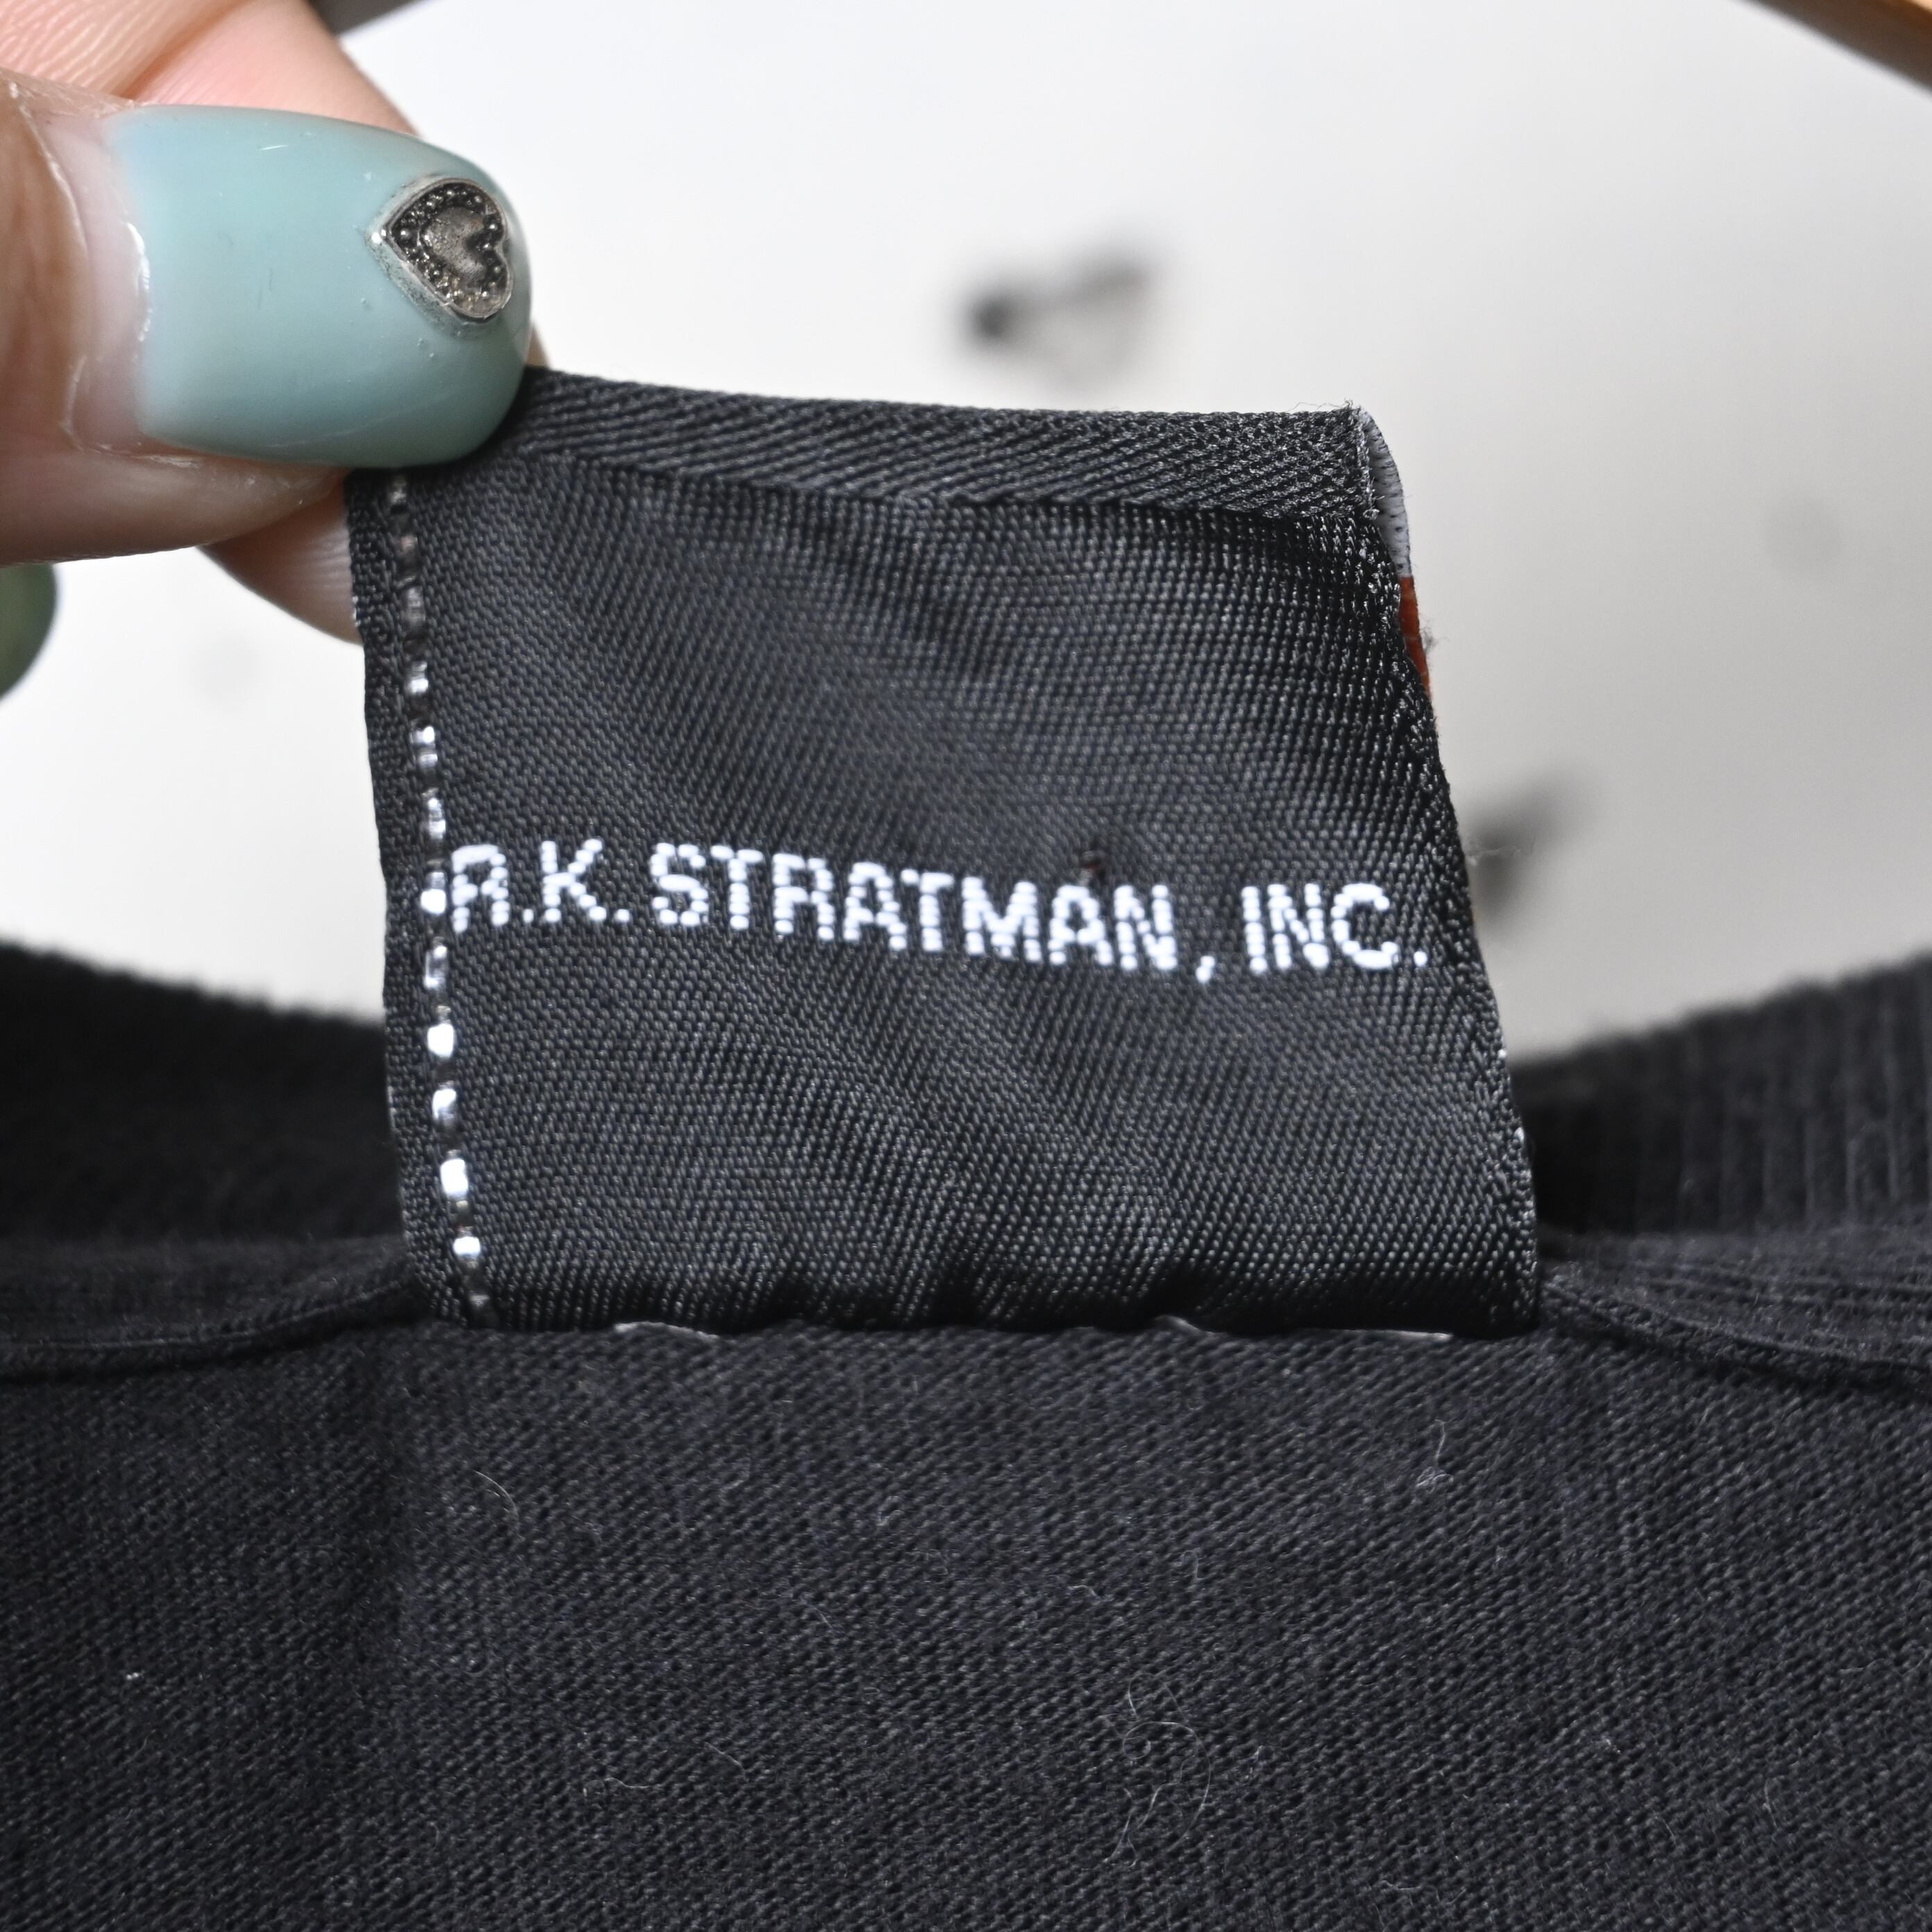 R.K. STRATMAN, INC.